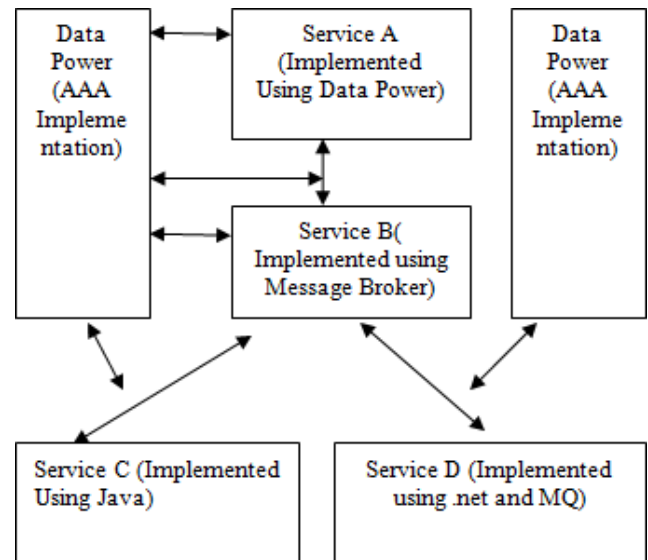 Data
Power
(AAA
Impleme
ntation)
Service A
(Implemented
Using Data Power)
Data
Power
(AAA
Impleme
ntation)
Service B(
Implemented using
Message Broker)
Service C (Implemented
Using Java)
Service D (Implemented
using .net and MQ)